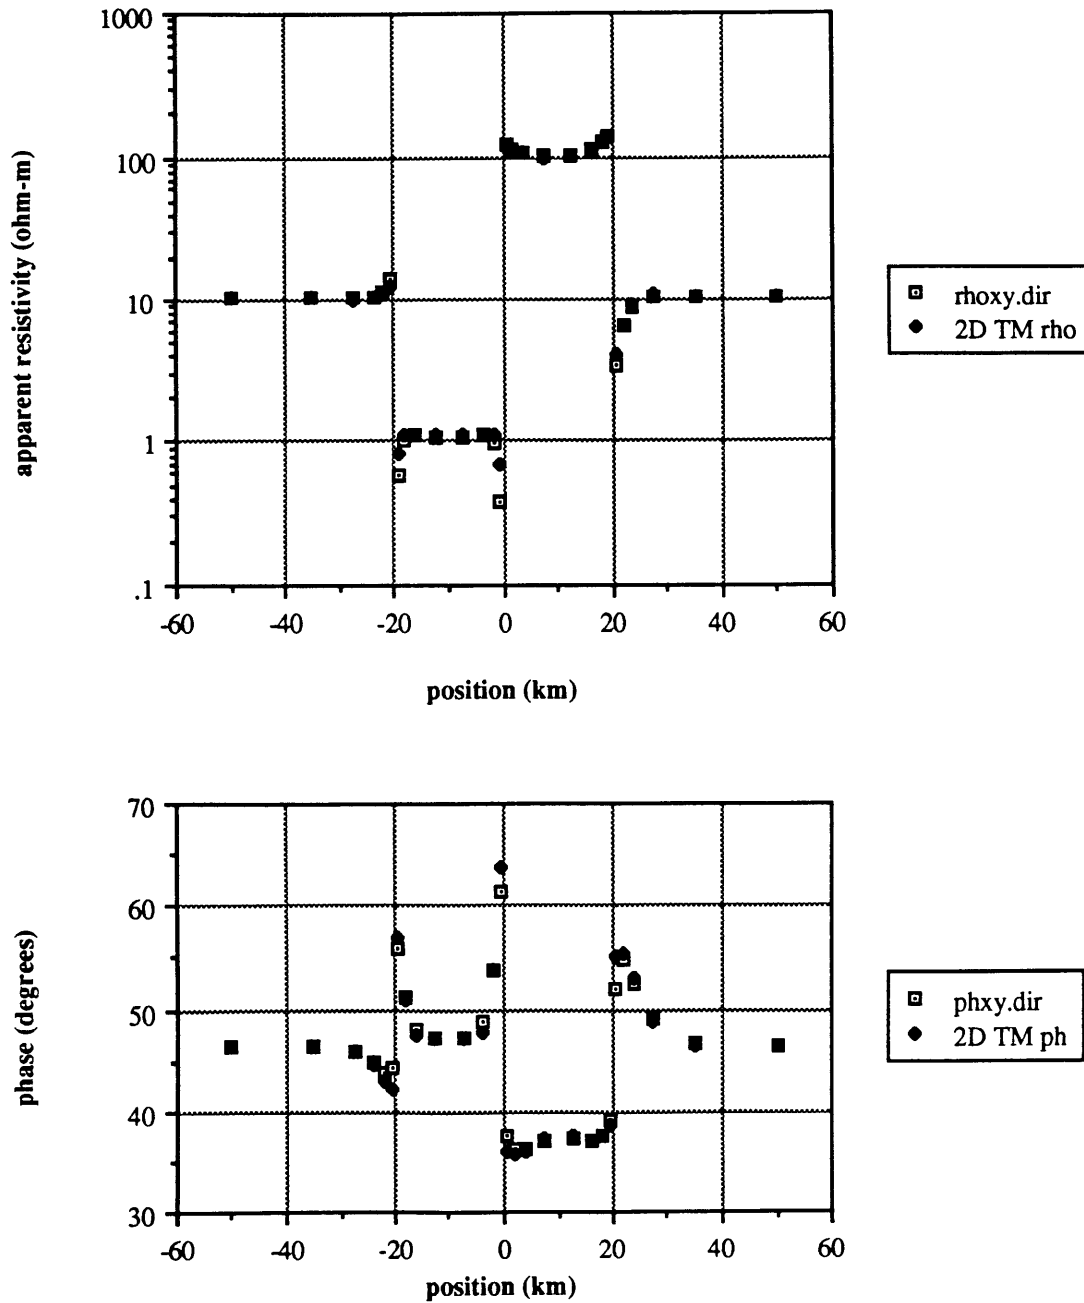 1000
100
10
1
.1
apparent resistivity (ohm-m)
-60 -40 -20 0 20 40 60
position (km)
rhoxy.dir
2D TM rho
70
60
50
40
30
phase (degrees)
-60 -40 -20 0 20 40 60
position (km)
phxy.dir
2D TM ph